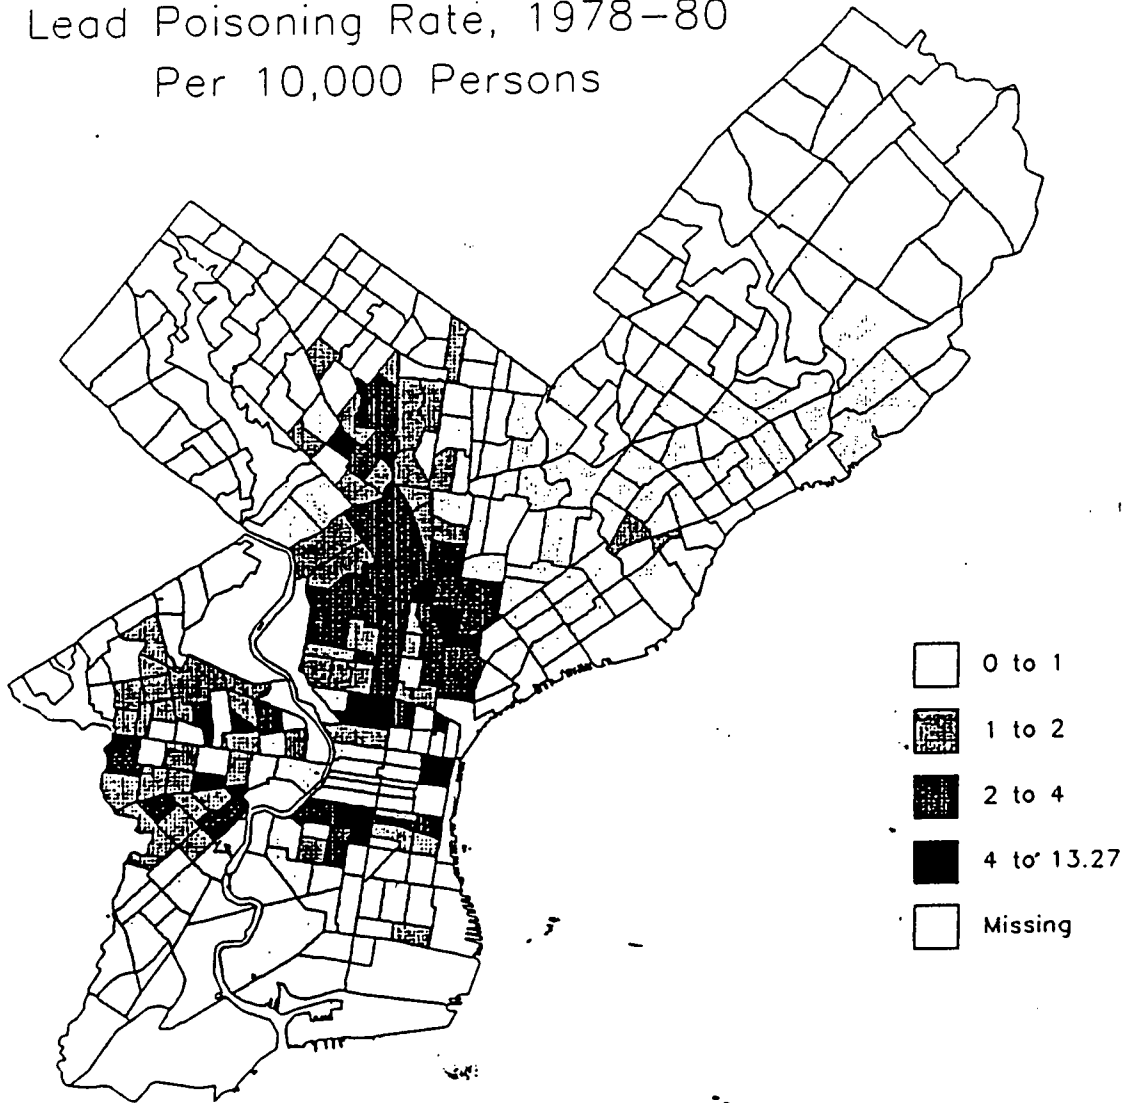 Lead Poisoning Rate, 1978-80
Per 10,000 Persons
0 to 1
1 to 2
2 to 4
4 to 13.27
Missing